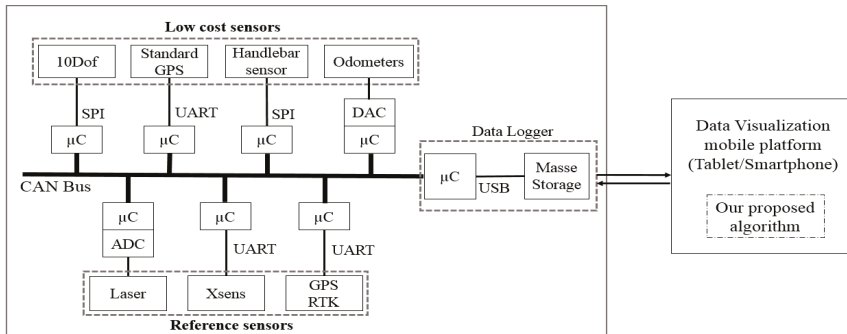 Low cost sensors
10Dof
Standard
GPS
Handlebar
sensor
Odometers
SPI
UART
SPI
DAC
µC
µC
µC
µC
CAN Bus
Data Logger
µC
USB
Masse
Storage
Data Visualization
mobile platform
(Tablet/Smartphone)
Our proposed
algorithm
µC
ADC
µC
µC
UART
UART
Laser
Xsens
GPS
RTK
Reference sensors